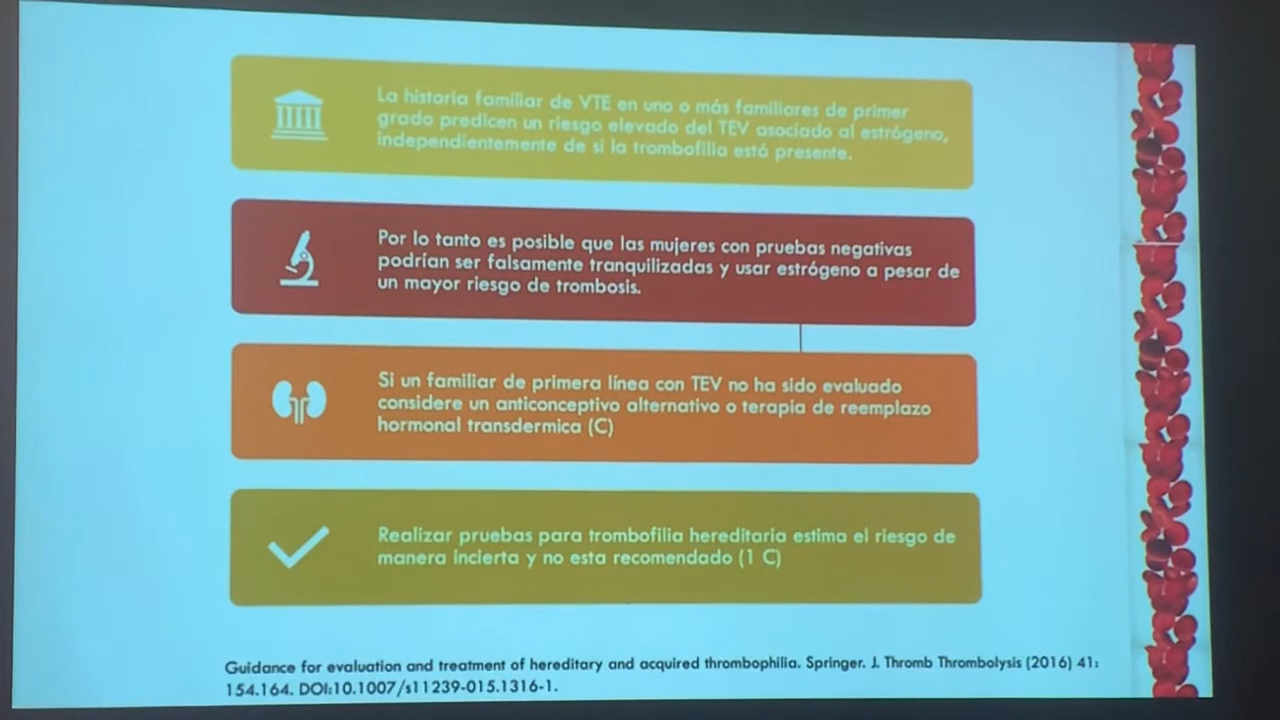 La historia familiar de VTE en uno o más familiares de primer
grado predicen un riesgo elevado del TEV asociado al estrógeno,
independientemente de si la trombofilia está presente.
Por lo tanto es posible que las mujeres con pruebas negativas
podrían ser falsamente tranquilizadas y usar estrógeno a pesar de
un mayor riesgo de trombosis.
Si un familiar de primera línea con TEV no ha sido evaluado
considere un anticonceptivo alternativo o terapia de reemplazo
hormonal transdermica (C)
Realizar pruebas para trombofilia hereditaria estima el riesgo de
manera incierta y no esta recomendado (1 C)
Guidance for evaluation and treatment of hereditary and acquired thrombophilia. Springer. J. Thromb Thrombolysis (2016) 41:
154.164. DOI:10.1007/s11239-015.1316-1.